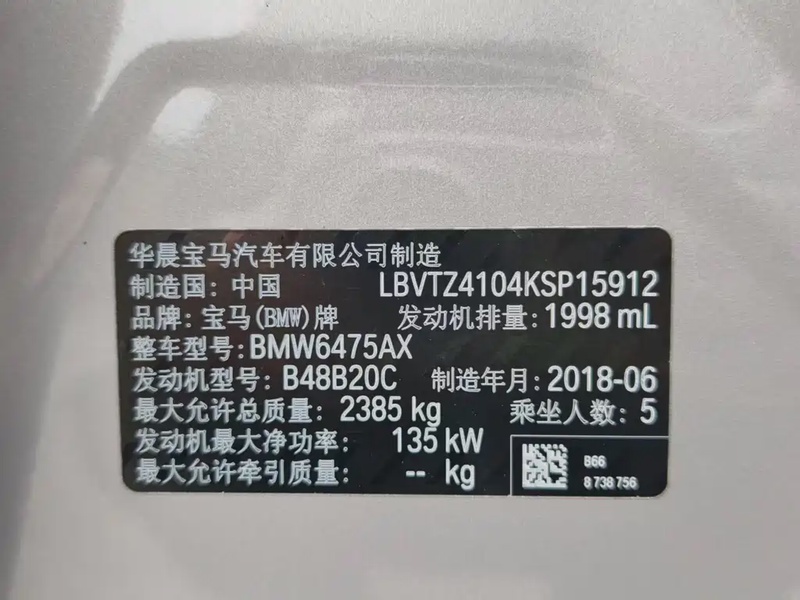 华晨宝马汽车有限公司制造
制造国: 中国 LBVTZ4104KSP15912
品牌: 宝马(BMW)牌 发动机排量: 1998 mL
整车型号: BMW6475AX
发动机型号: B48B20C 制造年月: 2018-06
最大允许总质量: 2385 kg 乘坐人数: 5
发动机最大净功率: 135 kW
最大允许牵引质量: -- kg
B66
8 738 756